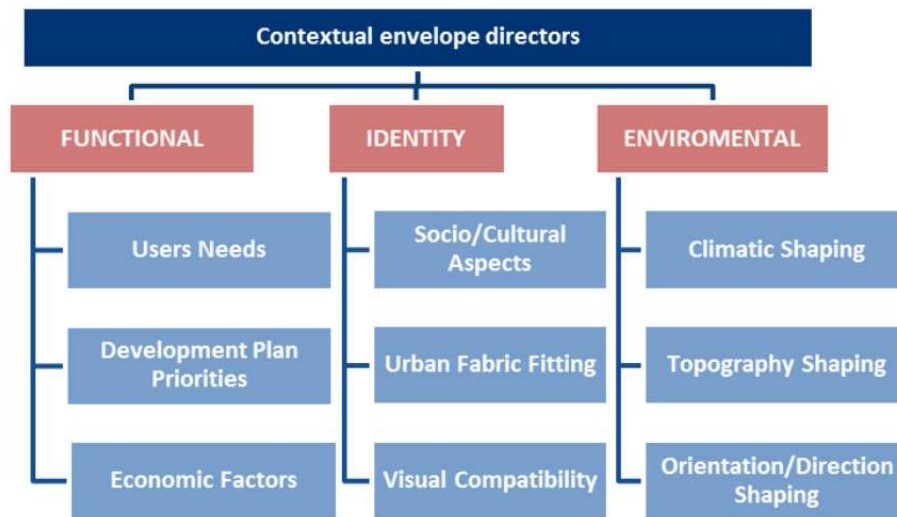 Contextual envelope directors
FUNCTIONAL
IDENTITY
ENVIROMENTAL
Users Needs
Socio/Cultural
Aspects
Climatic Shaping
Development Plan
Priorities
Urban Fabric Fitting
Topography Shaping
Economic Factors
Visual Compatibility
Orientation/Direction
Shaping